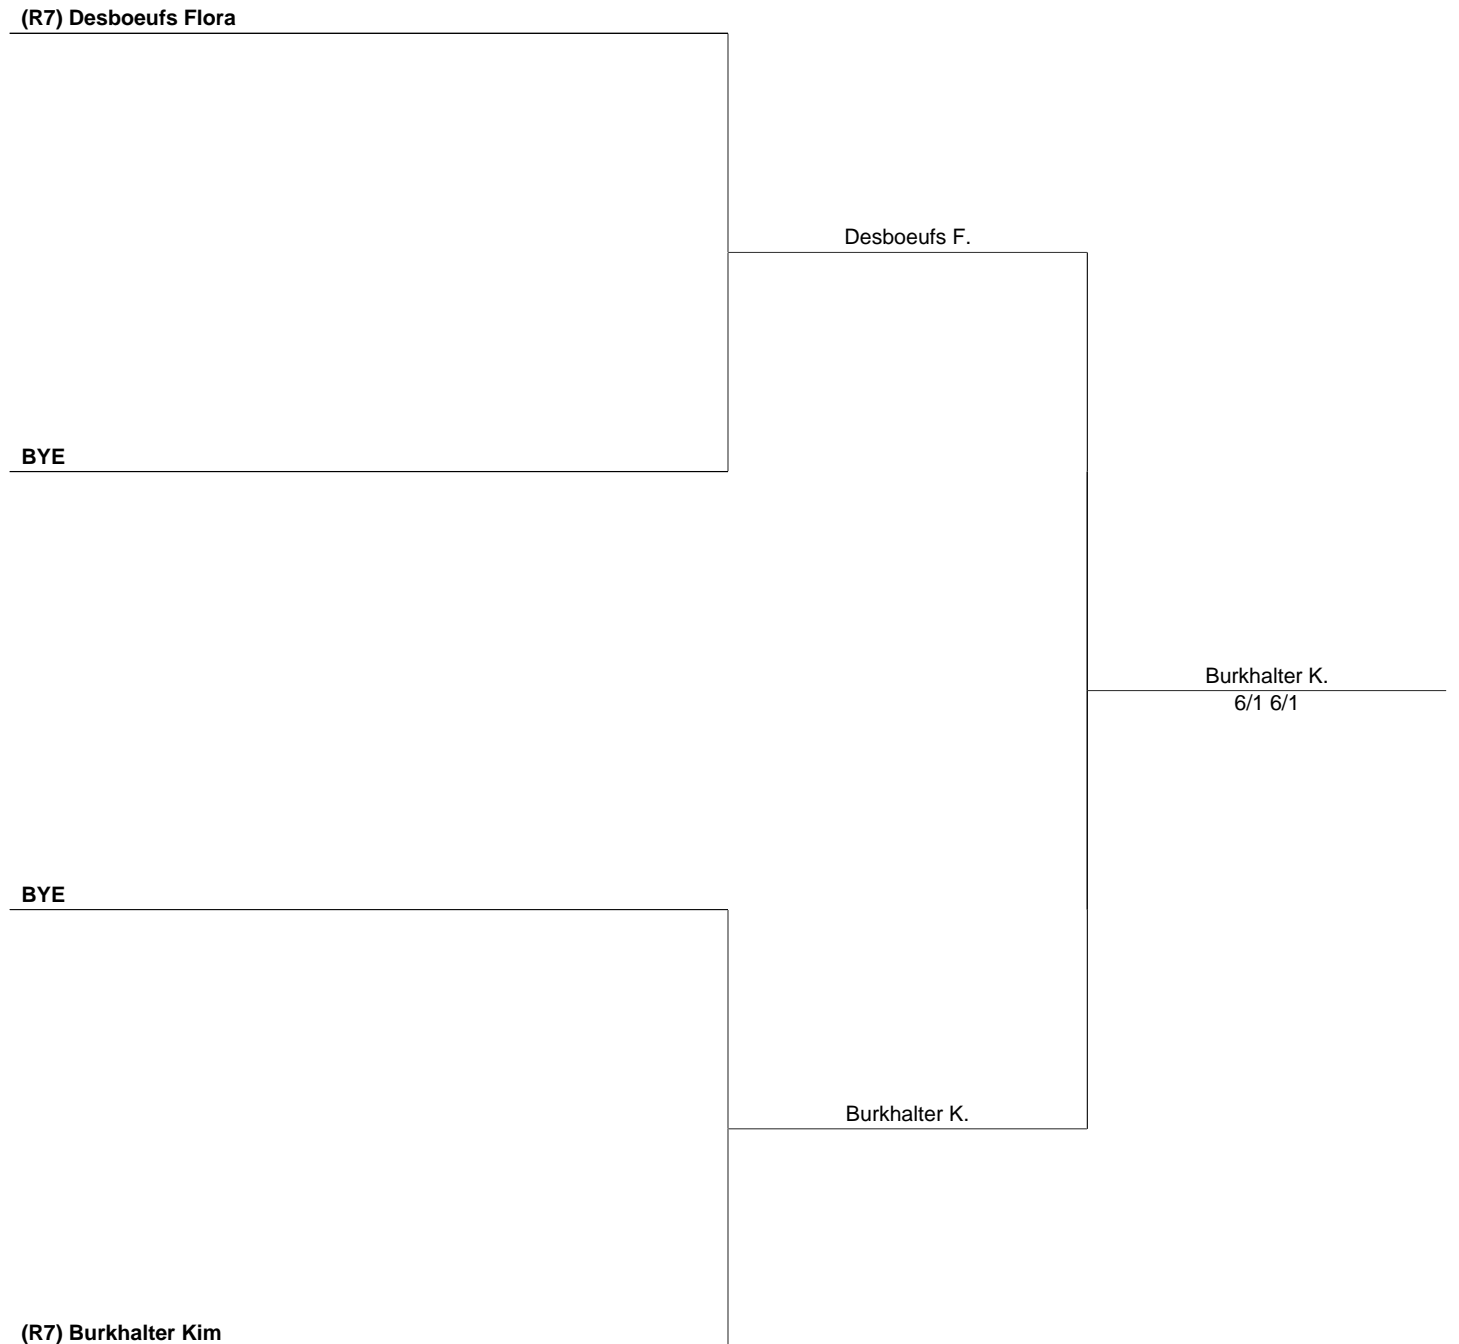 (R7) Desboeufs Flora
Desboeufs F.
BYE
Burkhalter K.
6/1 6/1
BYE
Burkhalter K.
(R7) Burkhalter Kim